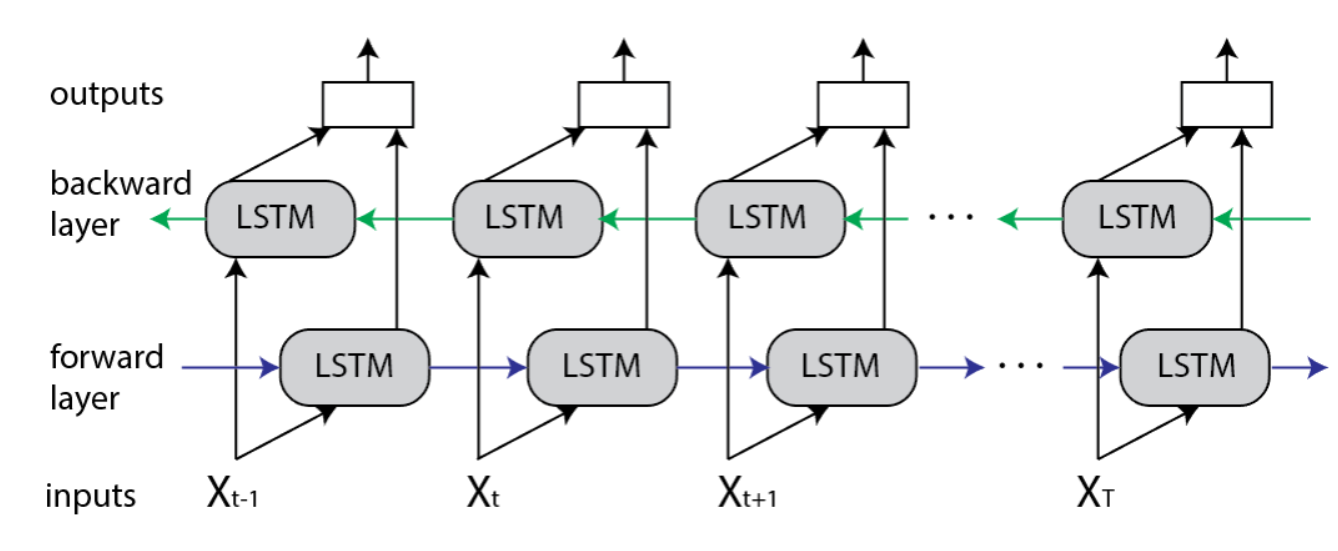 outputs
backward
layer
LSTM LSTM LSTM ... LSTM
forward
layer
LSTM LSTM LSTM ... LSTM
inputs Xt-1 Xt Xt+1 XT